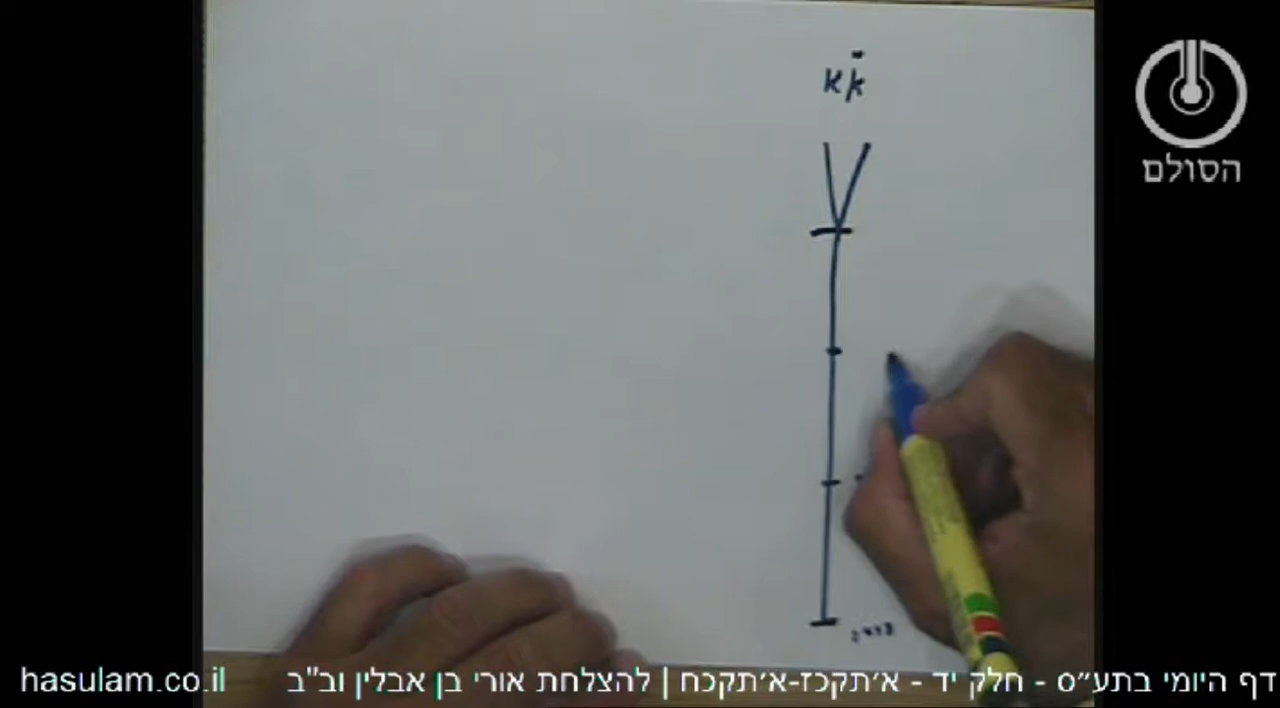 א א
הסולם
hasulam.co.il דף היומי בתע״ס - חלק יד - א׳תקכז-א׳תקכח | להצלחת אורי בן אבלין וב"ב